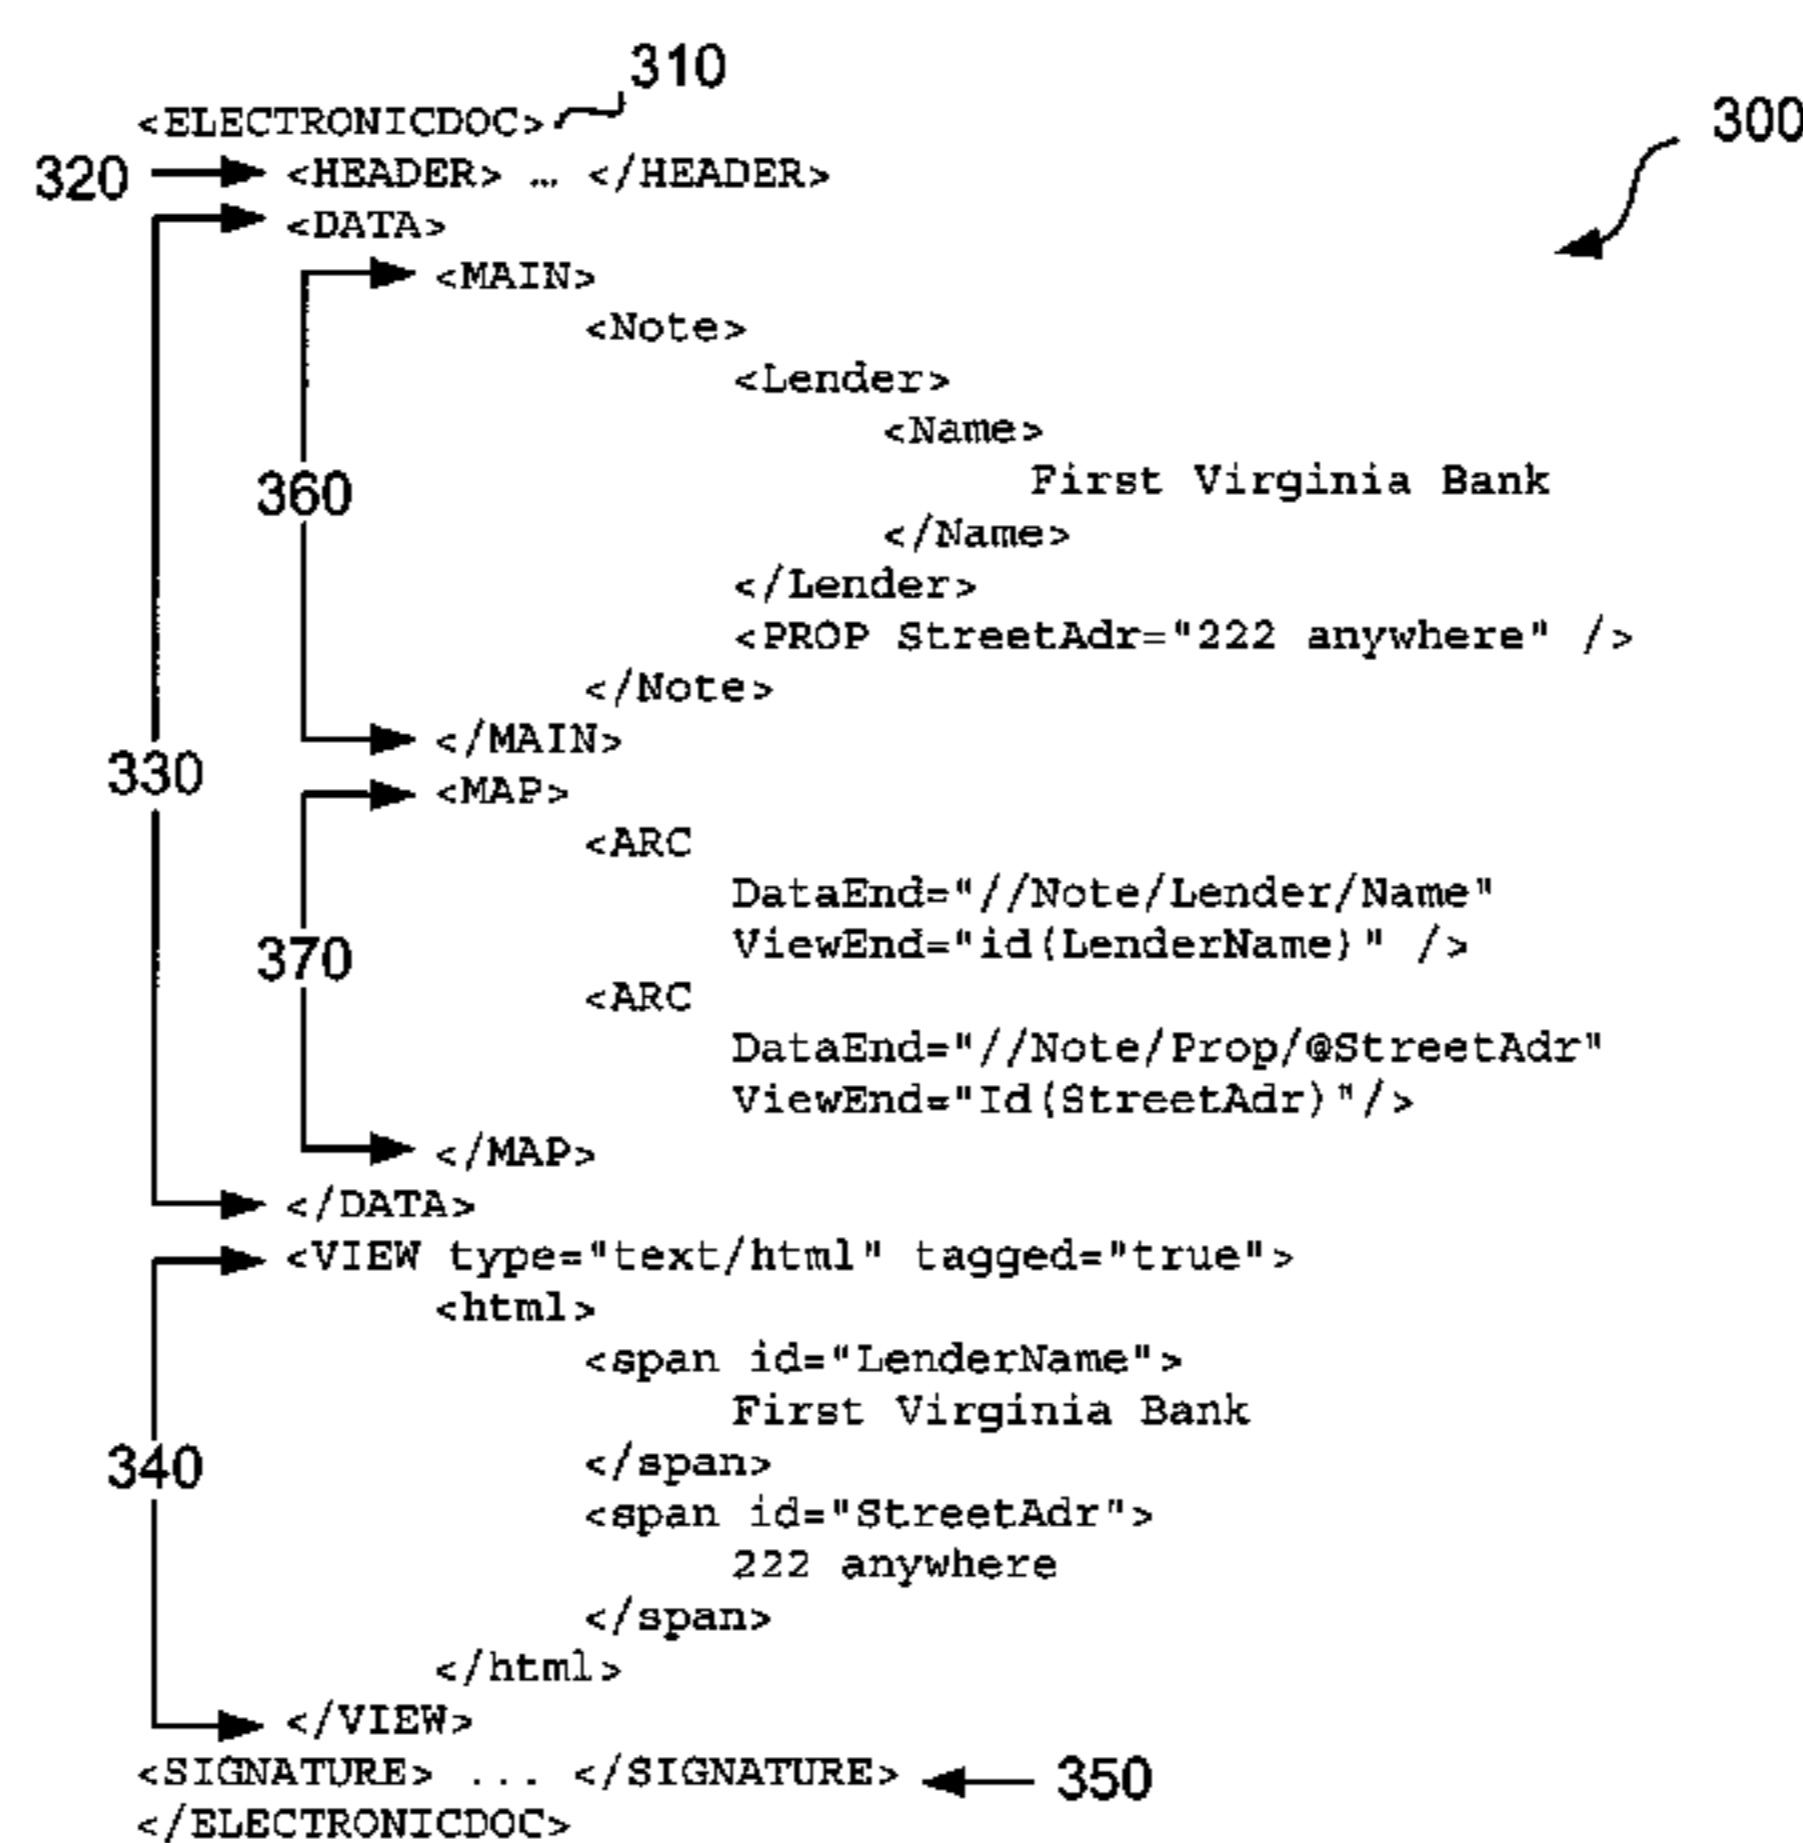 310
<ELECTRONICDOC>
300
320 <HEADER> … </HEADER>
<DATA>
<MAIN>
<Note>
<Lender>
<Name>
First Virginia Bank
360
</Name>
</Lender>
<PROP StreetAdr="222 anywhere" />
</Note>
</MAIN>
330
<MAP>
<ARC
DataEnd="//Note/Lender/Name"
ViewEnd="id(LenderName)" />
370
<ARC
DataEnd="//Note/Prop/@StreetAdr"
ViewEnd="Id(StreetAdr)"/>
</MAP>
</DATA>
<VIEW type="text/html" tagged="true">
<html>
<span id="LenderName">
First Virginia Bank
</span>
340
<span id="StreetAdr">
222 anywhere
</span>
</html>
</VIEW>
<SIGNATURE> ... </SIGNATURE> 350
</ELECTRONICDOC>